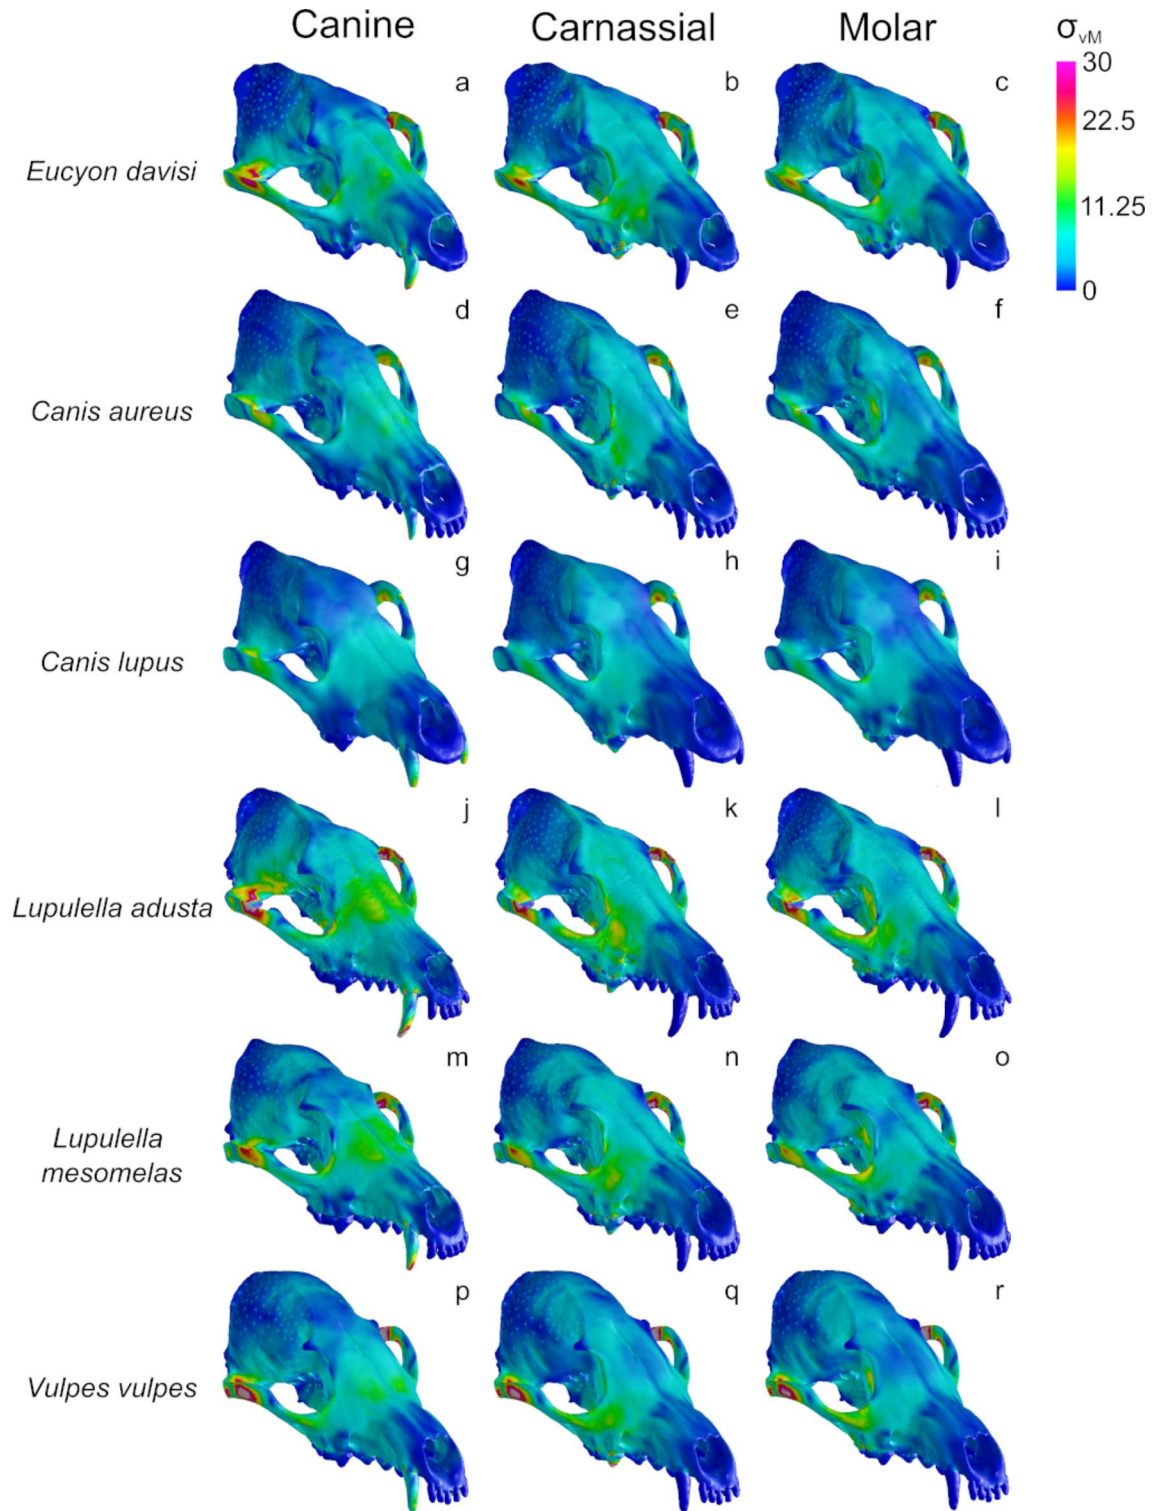 Canine Carnassial Molar σvM
a b c 30
22.5
11.25
0
Eucyon davisi
d e f
Canis aureus
g h i
Canis lupus
j k l
Lupulella adusta
m n o
Lupulella
mesomelas
p q r
Vulpes vulpes